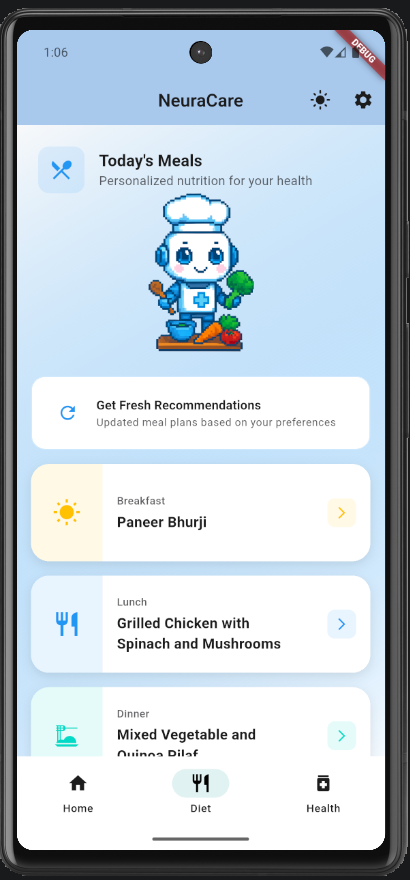 1:06
DEBUG
NeuraCare
Today's Meals
Personalized nutrition for your health
Get Fresh Recommendations
Updated meal plans based on your preferences
Breakfast
Paneer Bhurji
Lunch
Grilled Chicken with
Spinach and Mushrooms
Dinner
Mixed Vegetable and
Quinoa Pilaf
Home
Diet
Health